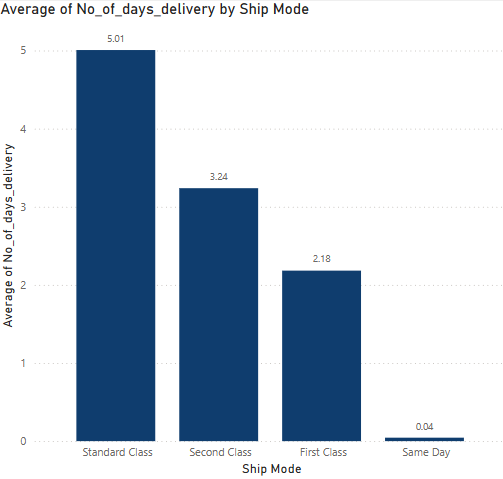 Average of No_of_days_delivery by Ship Mode
5.01
5
4
3.24
3
2.18
2
1
0.04
0
Average of No_of_days_delivery
Standard Class
Second Class
First Class
Same Day
Ship Mode